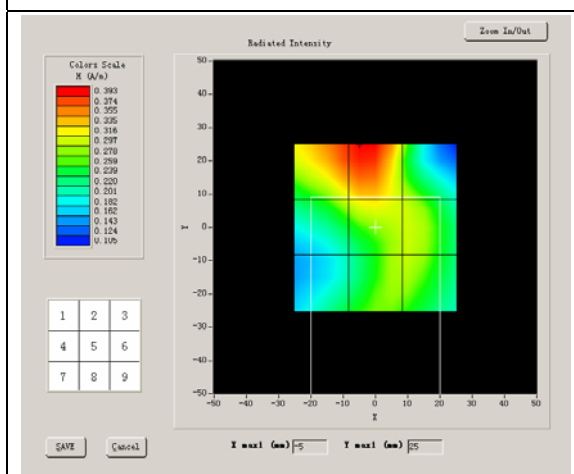 Zoom In/Out
Radiated Intensity
Colors Scale
H (A/m)
0.393
0.374
0.355
0.335
0.316
0.297
0.278
0.259
0.239
0.220
0.201
0.182
0.162
0.143
0.124
0.105
50
40
30
20
10
0
-10
-20
-30
-40
-50
Y
-50 -40 -30 -20 -10 0 10 20 30 40 50
X
1 2 3
4 5 6
7 8 9
SAVE Cancel
X max1 (mm) -5 Y max1 (mm) 25